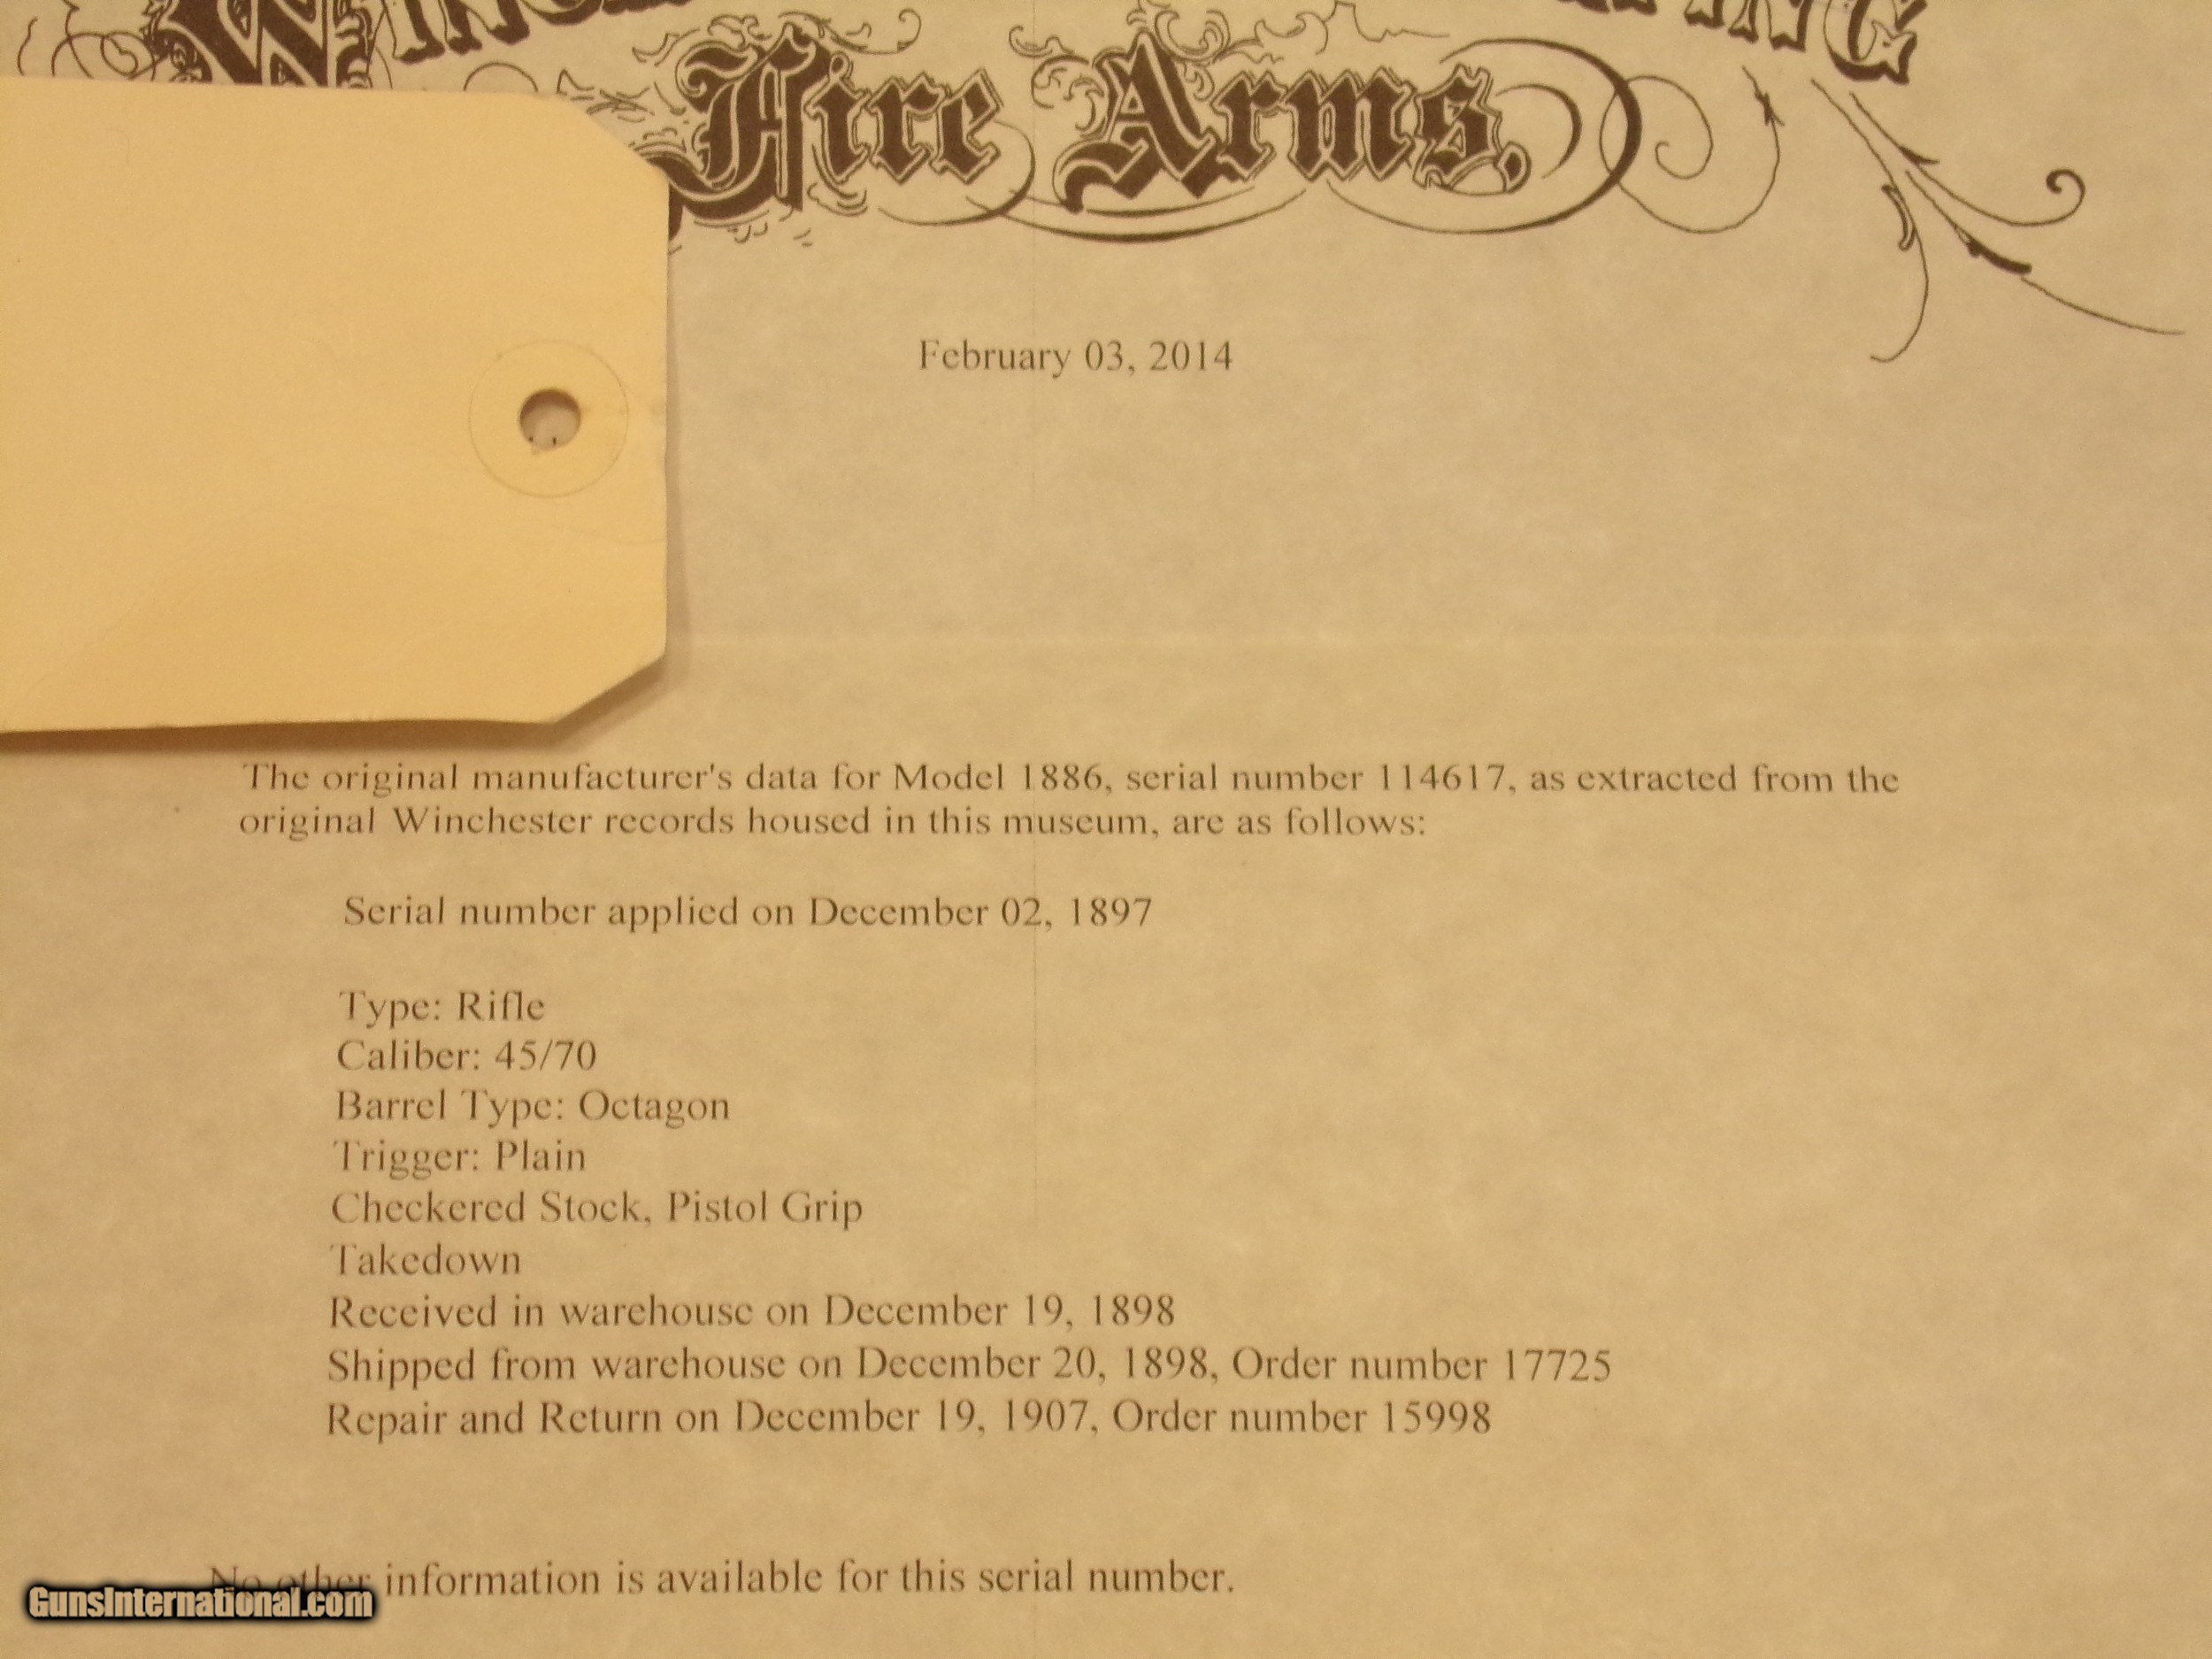 Fire Arms.
February 03, 2014
The original manufacturer's data for Model 1886, serial number 114617, as extracted from the
original Winchester records housed in this museum, are as follows:
Serial number applied on December 02, 1897
Type: Rifle
Caliber: 45/70
Barrel Type: Octagon
Trigger: Plain
Checkered Stock, Pistol Grip
Takedown
Received in warehouse on December 19, 1898
Shipped from warehouse on December 20, 1898, Order number 17725
Repair and Return on December 19, 1907, Order number 15998
No other information is available for this serial number.
GunsInternational.com